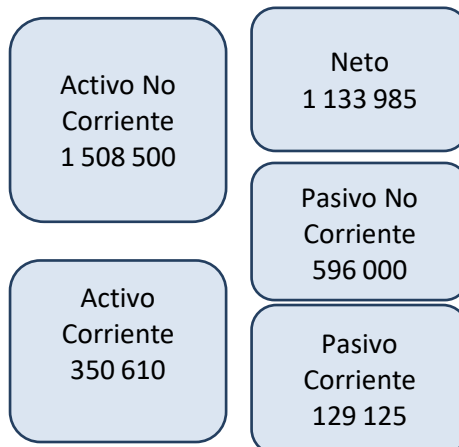 Activo No
Corriente
1 508 500
Activo
Corriente
350 610
Neto
1 133 985
Pasivo No
Corriente
596 000
Pasivo
Corriente
129 125